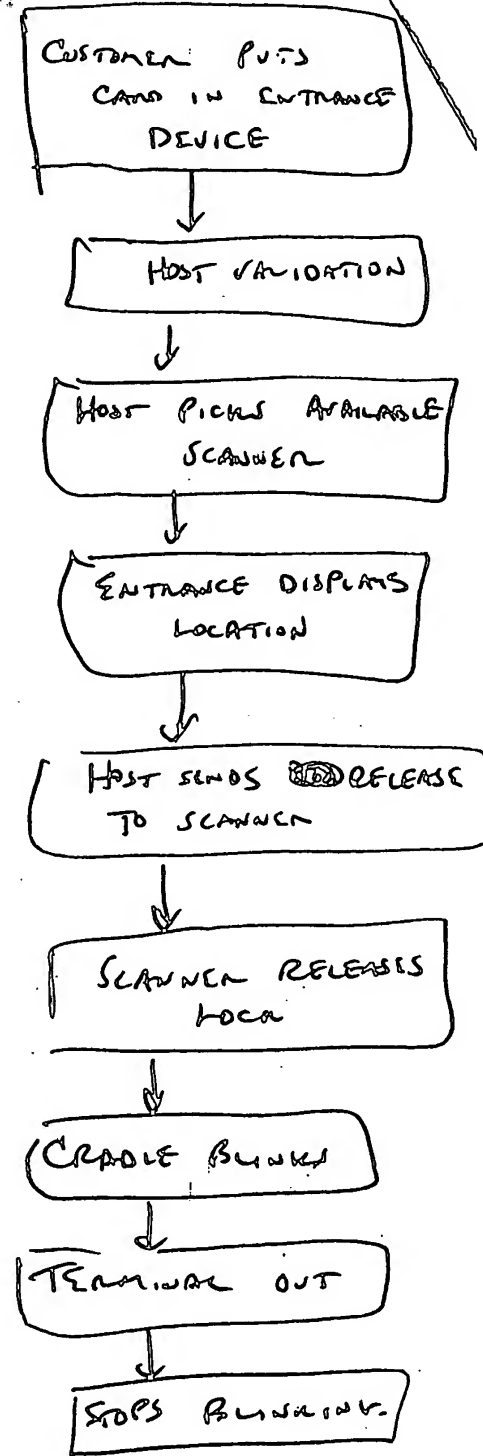 CUSTOMER PUTS
CARD IN ENTRANCE
DEVICE
HOST VALIDATION
HOST PICKS AVAILABLE
SCANNER
ENTRANCE DISPLAYS
LOCATION
HOST SENDS RELEASE
TO SCANNER
SCANNER RELEASES
LOCK
CRADLE BLINKS
TERMINAL OUT
STOPS BLINKING.